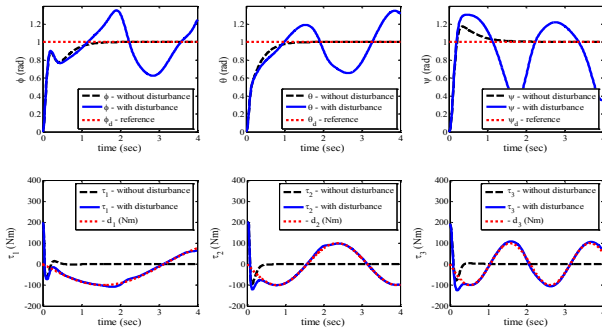 1.4
1.2
1
0.8
0.6
0.4
0.2
0
ϕ (rad)
0 1 2 3 4
time (sec)
ϕ - without disturbance
ϕ - with disturbance
ϕd - reference
1.4
1.2
1
0.8
0.6
0.4
0.2
0
θ (rad)
0 1 2 3 4
time (sec)
θ - without disturbance
θ - with disturbance
θd - reference
1.4
1.2
1
0.8
0.6
0.4
0.2
0
ψ (rad)
0 1 2 3 4
time (sec)
ψ - without disturbance
ψ - with disturbance
ψd - reference
400
300
200
100
0
-100
-200
τ1 (Nm)
0 1 2 3 4
time (sec)
τ1 - without disturbance
τ1 - with disturbance
- d1 (Nm)
400
300
200
100
0
-100
-200
τ2 (Nm)
0 1 2 3 4
time (sec)
τ2 - without disturbance
τ2 - with disturbance
- d2 (Nm)
400
300
200
100
0
-100
-200
τ3 (Nm)
0 1 2 3 4
time (sec)
τ3 - without disturbance
τ3 - with disturbance
- d3 (Nm)